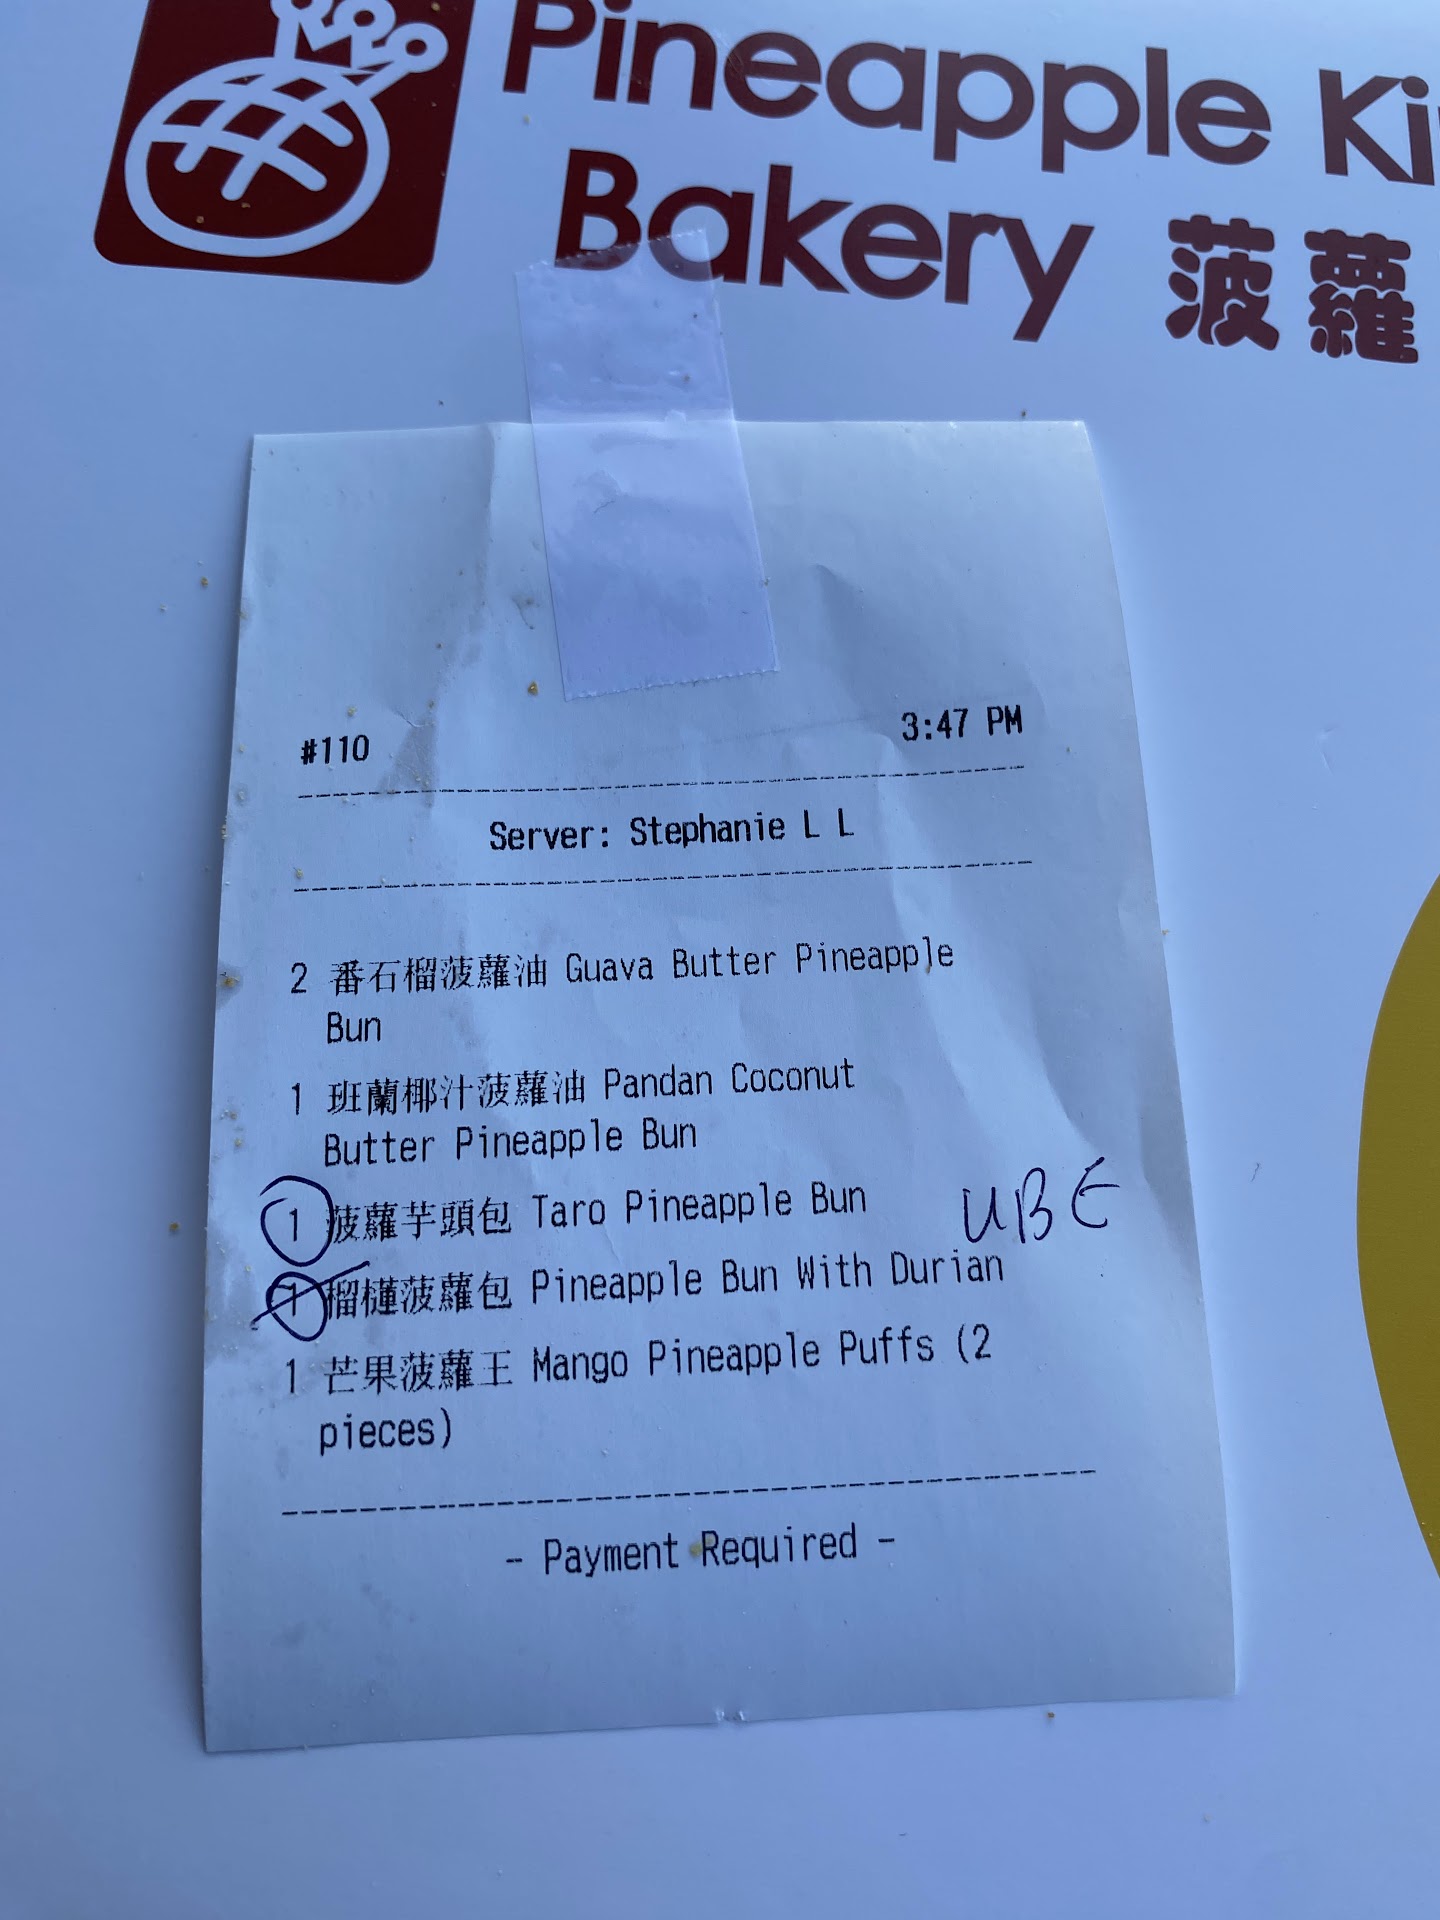 Pineapple Ki
Bakery 菠蘿
#110 3:47 PM
Server: Stephanie L L
2 番石榴菠蘿油 Guava Butter Pineapple
Bun
1 班蘭椰汁菠蘿油 Pandan Coconut
Butter Pineapple Bun
1 菠蘿芋頭包 Taro Pineapple Bun UBE
1 榴槤菠蘿包 Pineapple Bun With Durian
1 芒果菠蘿王 Mango Pineapple Puffs (2
pieces)
- Payment Required -